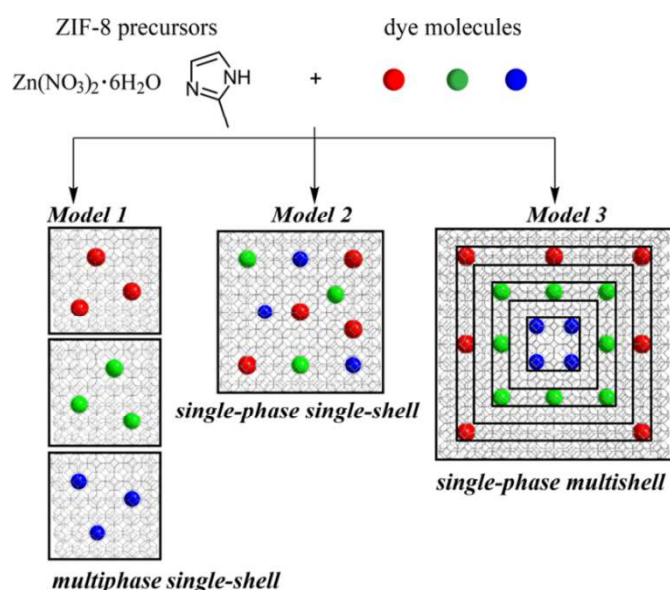 ZIF-8 precursors
dye molecules
Zn(NO₃)₂·6H₂O
N
NH
+
Model 1
Model 2
Model 3
single-phase single-shell
single-phase multishell
multiphase single-shell